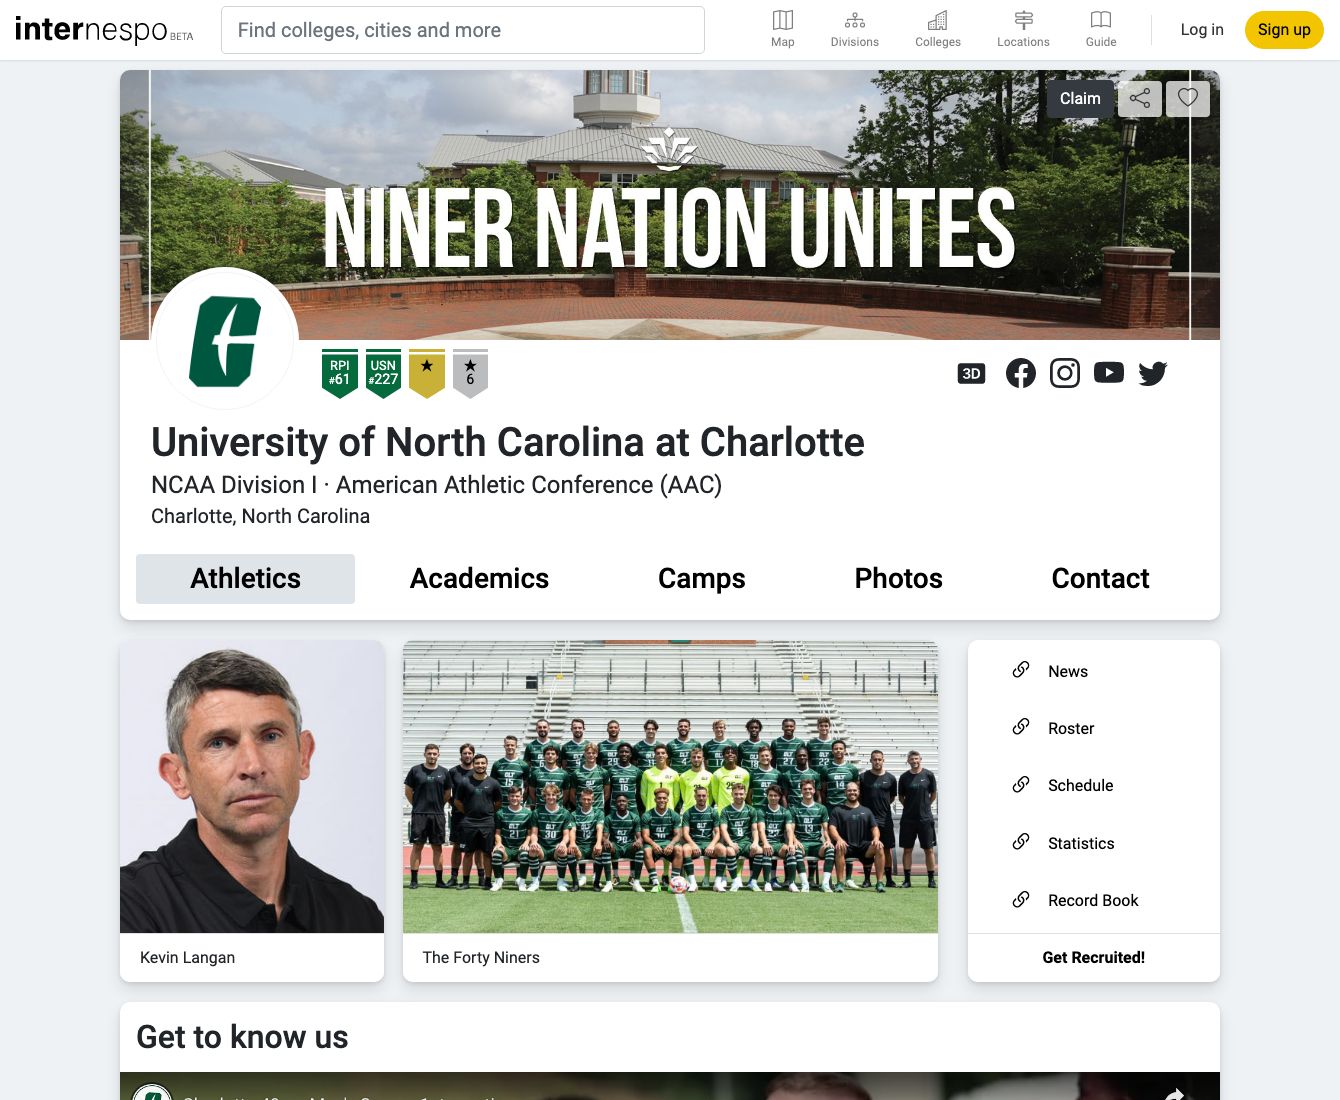 internespo BETA
Find colleges, cities and more
Map
Divisions
Colleges
Locations
Guide
Log in
Sign up
Claim
NINER NATION UNITES
RPI
#61
USN
#227
6
3D
University of North Carolina at Charlotte
NCAA Division I · American Athletic Conference (AAC)
Charlotte, North Carolina
Athletics
Academics
Camps
Photos
Contact
News
Roster
Schedule
Statistics
Record Book
Kevin Langan
The Forty Niners
Get Recruited!
Get to know us